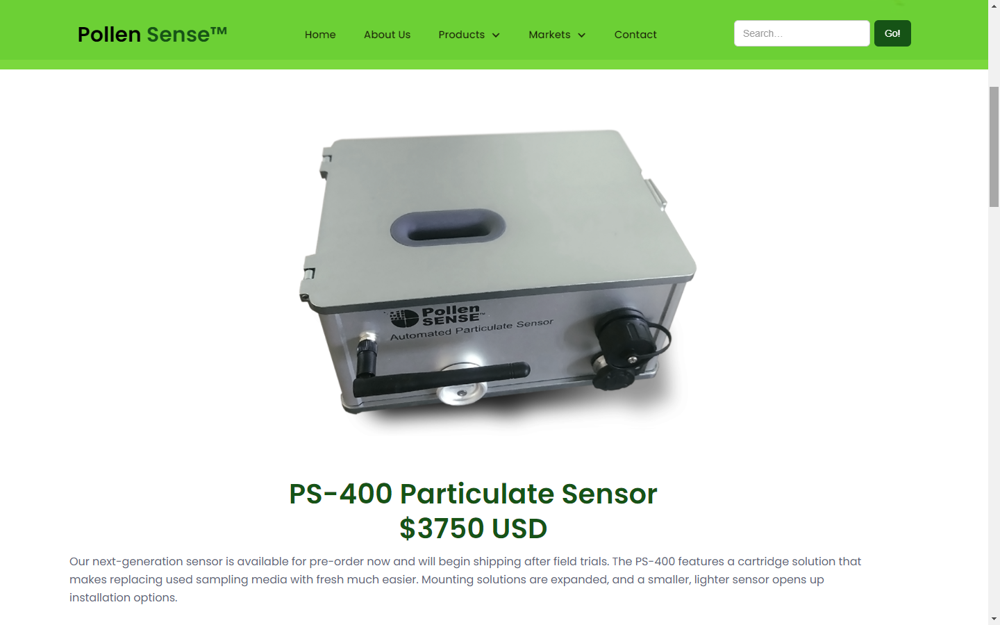 Pollen Sense™
Home
About Us
Products
Markets
Contact
Search...
Go!
Pollen
SENSE™
Automated Particulate Sensor
PS-400 Particulate Sensor
$3750 USD
Our next-generation sensor is available for pre-order now and will begin shipping after field trials. The PS-400 features a cartridge solution that
makes replacing used sampling media with fresh much easier. Mounting solutions are expanded, and a smaller, lighter sensor opens up
installation options.